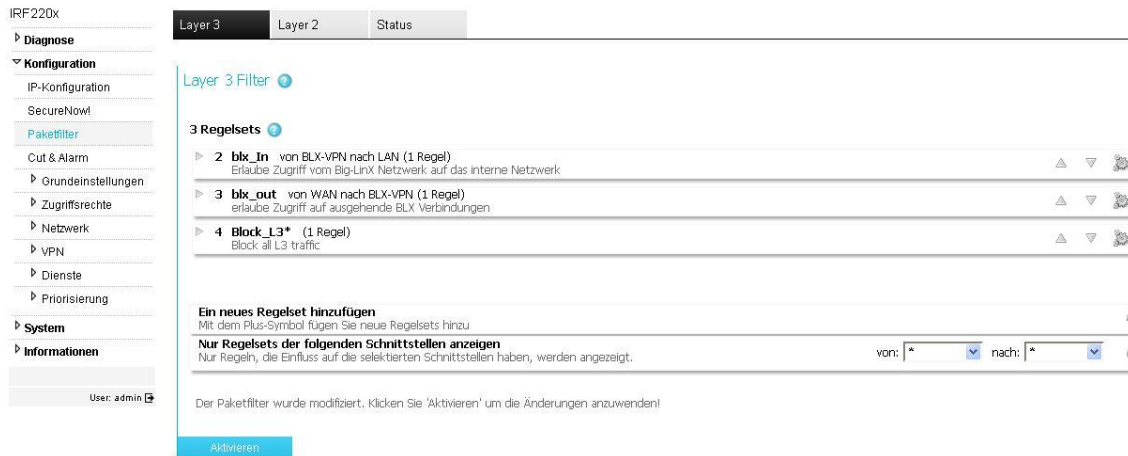 IRF220x
Diagnose
Konfiguration
IP-Konfiguration
SecureNow!
Paketfilter
Cut & Alarm
Grundeinstellungen
Zugriffsrechte
Netzwerk
VPN
Dienste
Priorisierung
System
Informationen
User: admin
Layer 3
Layer 2
Status
Layer 3 Filter ?
3 Regelsets ?
2 blx_In von BLX-VPN nach LAN (1 Regel)
Erlaube Zugriff vom Big-LinX Netzwerk auf das interne Netzwerk
3 blx_out von WAN nach BLX-VPN (1 Regel)
erlaube Zugriff auf ausgehende BLX Verbindungen
4 Block_L3* (1 Regel)
Block all L3 traffic
Ein neues Regelset hinzufügen
Mit dem Plus-Symbol fügen Sie neue Regelsets hinzu
Nur Regelsets der folgenden Schnittstellen anzeigen
Nur Regeln, die Einfluss auf die selektierten Schnittstellen haben, werden angezeigt.
von: * nach: *
Der Paketfilter wurde modifiziert. Klicken Sie 'Aktivieren' um die Änderungen anzuwenden!
Aktivieren